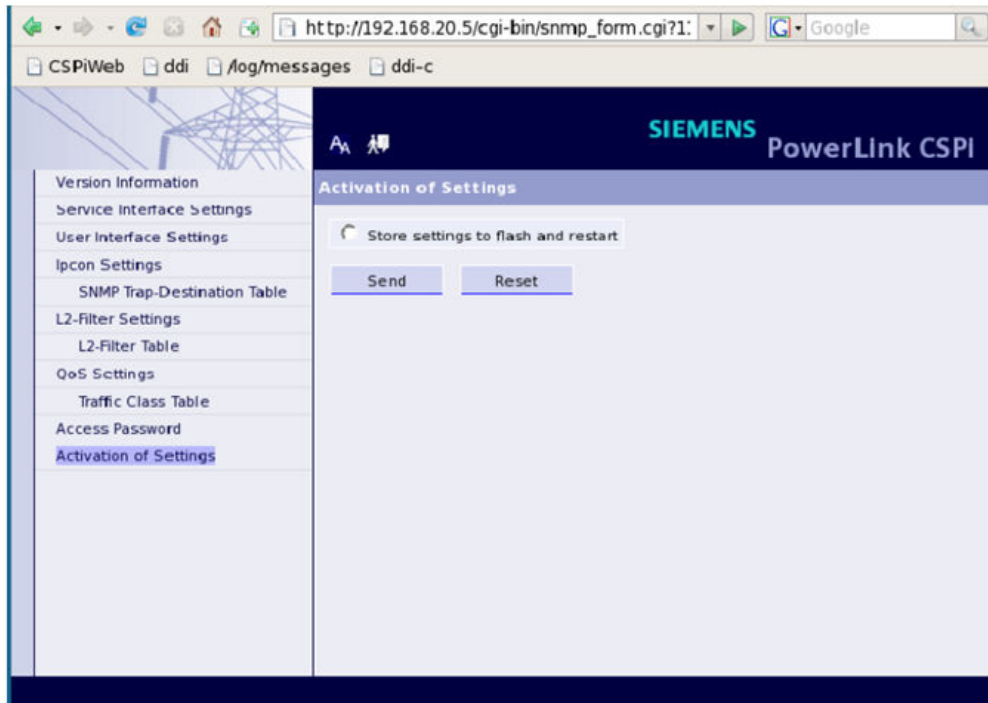 http://192.168.20.5/cgi-bin/snmp_form.cgi?1:
Google
CSPiWeb ddi /log/messages ddi-c
AA
SIEMENS
PowerLink CSPi
Version Information
Service Interface Settings
User Interface Settings
Ipcon Settings
SNMP Trap-Destination Table
L2-Filter Settings
L2-Filter Table
QoS Settings
Traffic Class Table
Access Password
Activation of Settings
Activation of Settings
Store settings to flash and restart
Send Reset